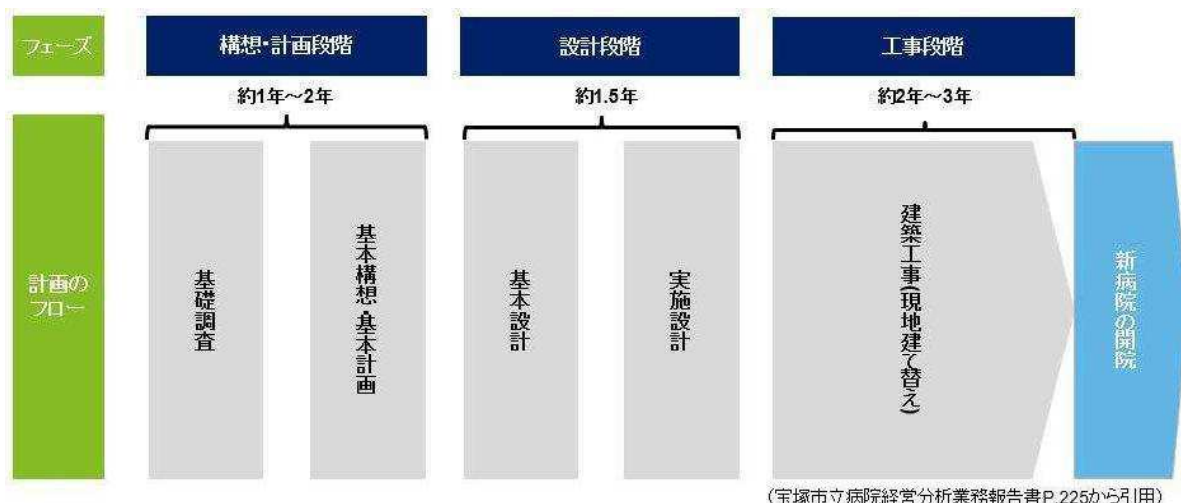 フェーズ
構想・計画段階
設計段階
工事段階
約1年～2年
約1.5年
約2年～3年
計画の
フロー
基礎調査
基本構想・基本計画
基本設計
実施設計
建築工事(現地建て替え)
新病院の開院
（宝塚市立病院経営分析業務報告書P.225から引用）